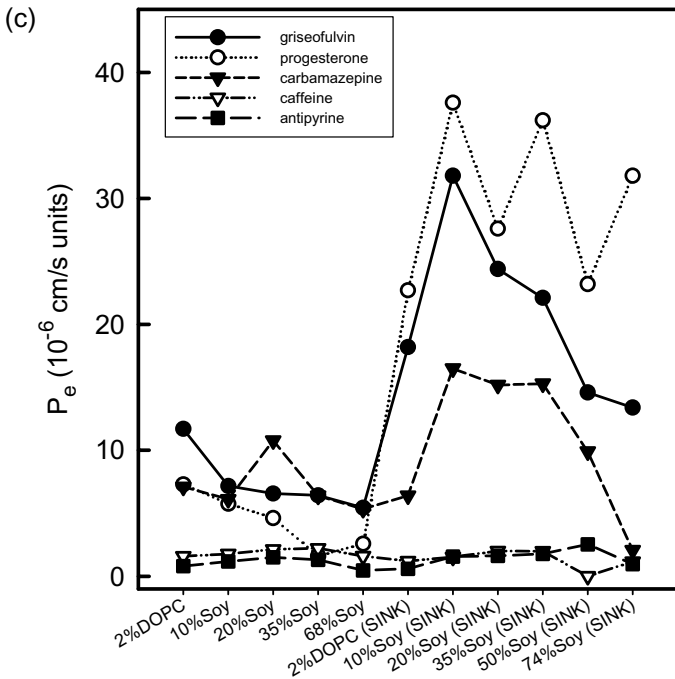 (c)
griseofulvin
progesterone
carbamazepine
caffeine
antipyrine
40
30
20
10
0
Pe (10-6 cm/s units)
2%DOPC
10%Soy
20%Soy
35%Soy
68%Soy
2%DOPC (SINK)
10%Soy (SINK)
20%Soy (SINK)
35%Soy (SINK)
50%Soy (SINK)
74%Soy (SINK)